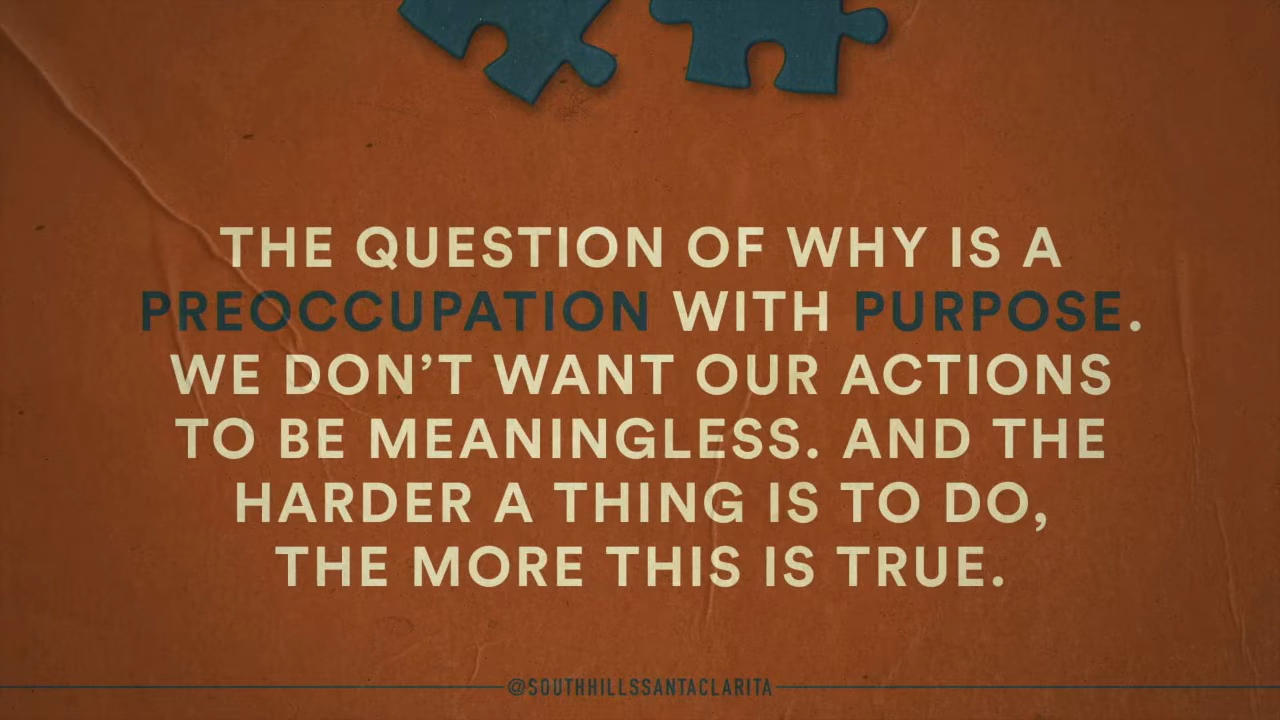 THE QUESTION OF WHY IS A
PREOCCUPATION WITH PURPOSE.
WE DON’T WANT OUR ACTIONS
TO BE MEANINGLESS. AND THE
HARDER A THING IS TO DO,
THE MORE THIS IS TRUE.
@SOUTHHILLSSANTACLARITA